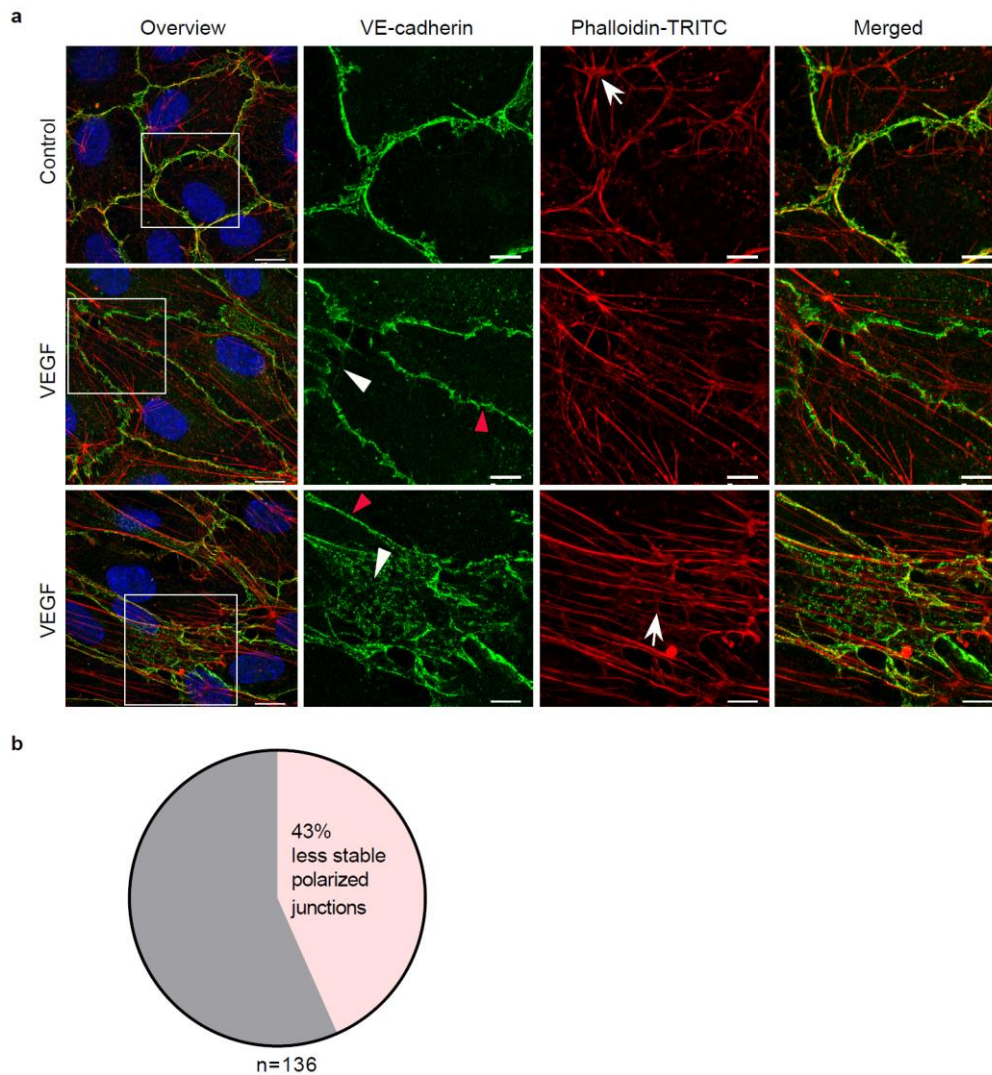 a
Overview VE-cadherin Phalloidin-TRITC Merged
Control
VEGF
VEGF
b
43%
less stable
polarized
junctions
n=136